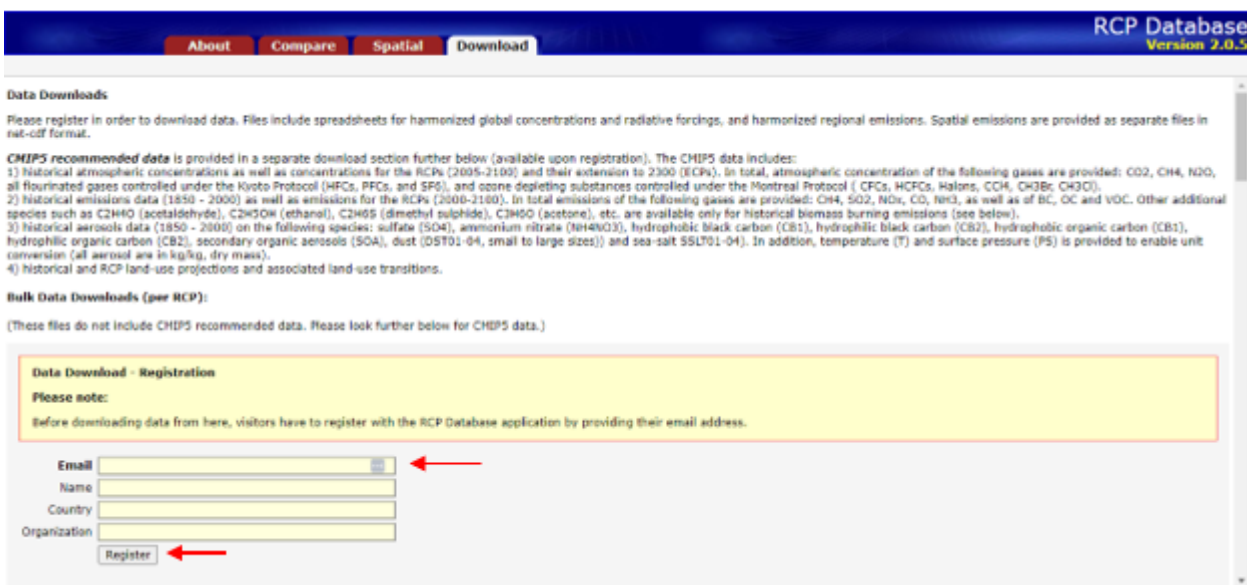 RCP Database
Version 2.0.5
About Compare Spatial Download
Data Downloads
Please register in order to download data. Files include spreadsheets for harmonized global concentrations and radiative forcings, and harmonized regional emissions. Spatial emissions are provided as separate files in
net-cdf format.
CMIP5 recommended data is provided in a separate download section further below (available upon registration). The CMIP5 data includes:
1) historical atmospheric concentrations as well as concentrations for the RCPs (2005-2100) and their extension to 2300 (ECPs). In total, atmospheric concentration of the following gases are provided: CO2, CH4, N2O,
all flourinated gases controlled under the Kyoto Protocol (HFCs, PFCs, and SF6), and ozone depleting substances controlled under the Montreal Protocol ( CFCs, HCFCs, Halons, CCl4, CH3Br, CH3Cl).
2) historical emissions data (1850 - 2000) as well as emissions for the RCPs (2000-2100). In total emissions of the following gases are provided: CH4, SO2, NOx, CO, NH3, as well as of BC, OC and VOC. Other additional
species such as C2H4O (acetaldehyde), C2H5OH (ethanol), C2H6S (dimethyl sulphide), C3H6O (acetone), etc. are available only for historical biomass burning emissions (see below).
3) historical aerosols data (1850 - 2000) on the following species: sulfate (SO4), ammonium nitrate (NH4NO3), hydrophobic black carbon (CB1), hydrophilic black carbon (CB2), hydrophobic organic carbon (CB1),
hydrophilic organic carbon (CB2), secondary organic aerosols (SOA), dust (DST01-04, small to large sizes)) and sea-salt SSLT01-04). In addition, temperature (T) and surface pressure (PS) is provided to enable unit
conversion (all aerosol are in kg/kg, dry mass).
4) historical and RCP land-use projections and associated land-use transitions.
Bulk Data Downloads (per RCP):
(These files do not include CMIP5 recommended data. Please look further below for CMIP5 data.)
Data Download - Registration
Please note:
Before downloading data from here, visitors have to register with the RCP Database application by providing their email address.
Email
Name
Country
Organization
Register